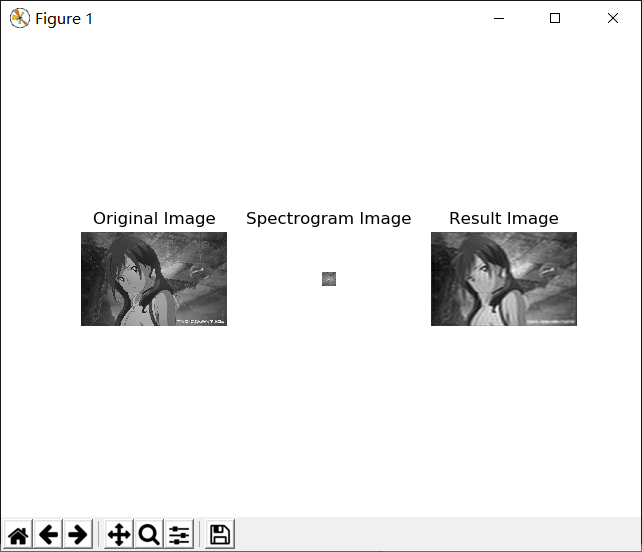 Figure 1
Original Image
Spectrogram Image
Result Image